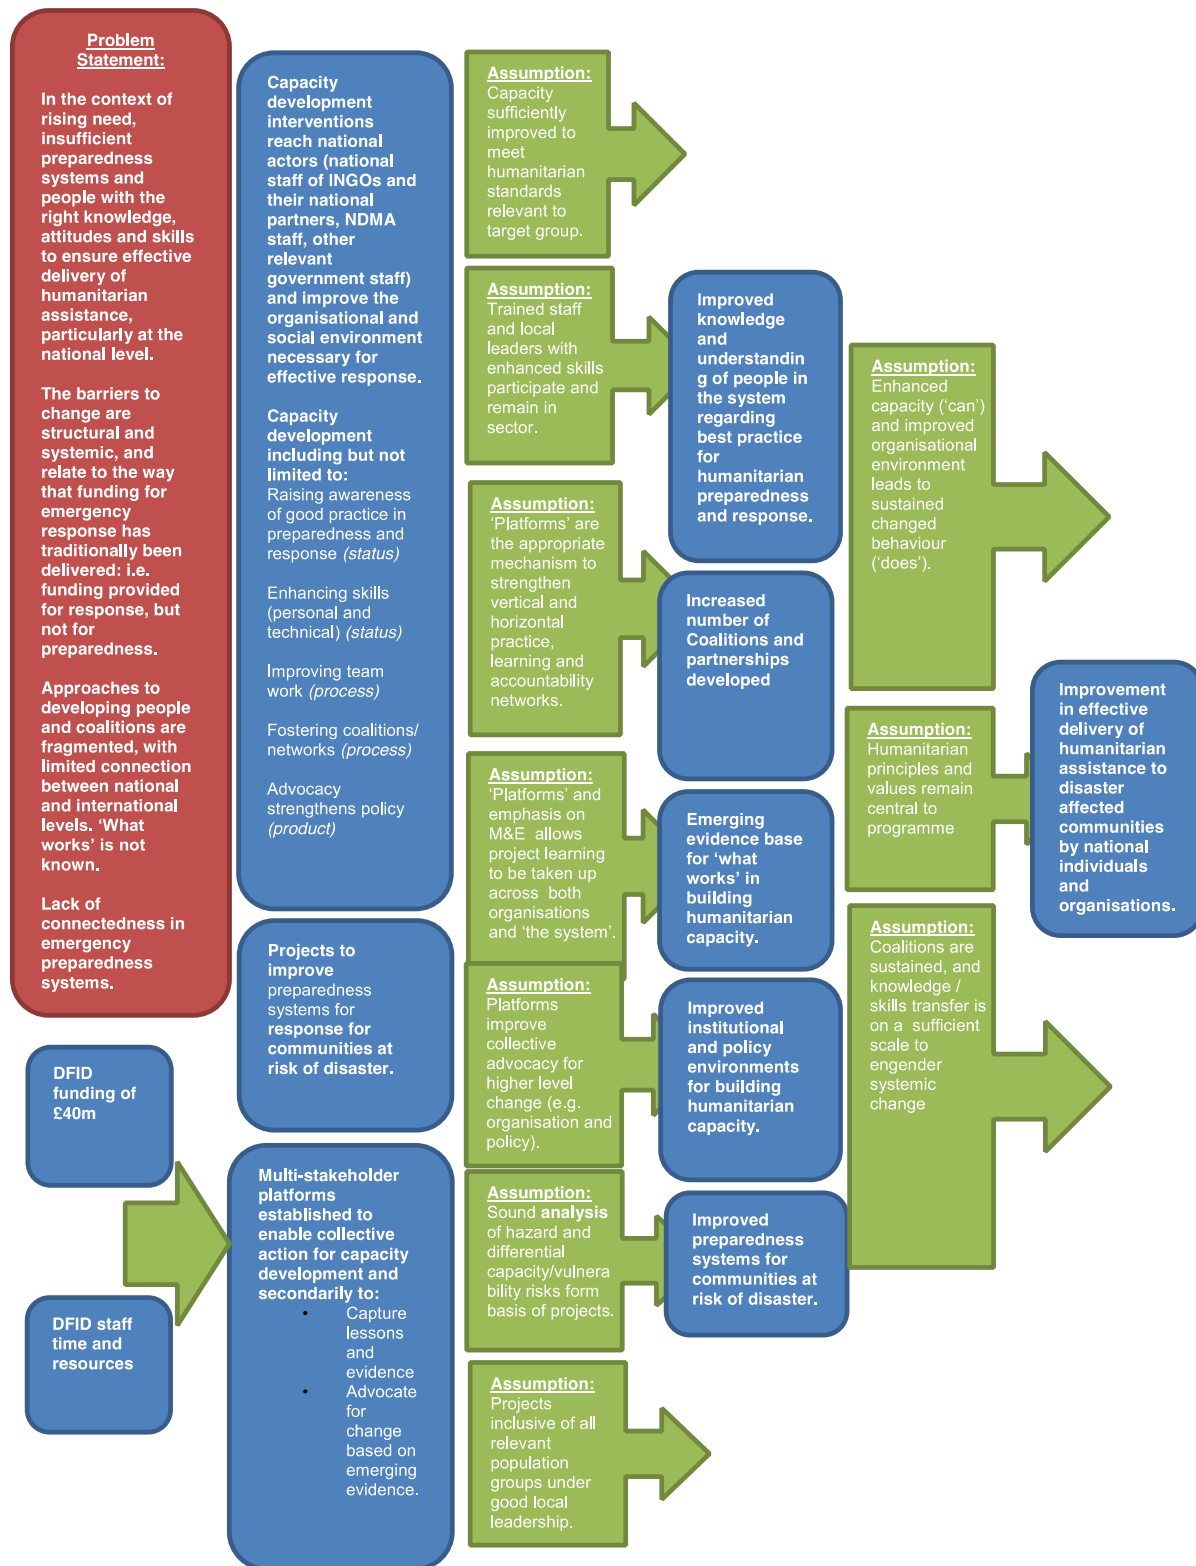 Problem
Statement:
In the context of
rising need,
insufficient
preparedness
systems and
people with the
right knowledge,
attitudes and skills
to ensure effective
delivery of
humanitarian
assistance,
particularly at the
national level.
The barriers to
change are
structural and
systemic, and
relate to the way
that funding for
emergency
response has
traditionally been
delivered: i.e.
funding provided
for response, but
not for
preparedness.
Approaches to
developing people
and coalitions are
fragmented, with
limited connection
between national
and international
levels. ‘What
works’ is not
known.
Lack of
connectedness in
emergency
preparedness
systems.
DFID
funding of
£40m
DFID staff
time and
resources
Capacity
development
interventions
reach national
actors (national
staff of INGOs and
their national
partners, NDMA
staff, other
relevant
government staff)
and improve the
organisational and
social environment
necessary for
effective response.
Capacity
development
including but not
limited to:
Raising awareness
of good practice in
preparedness and
response (status)
Enhancing skills
(personal and
technical) (status)
Improving team
work (process)
Fostering coalitions/
networks (process)
Advocacy
strengthens policy
(product)
Projects to
improve
preparedness
systems for
response for
communities at
risk of disaster.
Multi-stakeholder
platforms
established to
enable collective
action for capacity
development and
secondarily to:
• Capture
lessons
and
evidence
• Advocate
for
change
based on
emerging
evidence.
Assumption:
Capacity
sufficiently
improved to
meet
humanitarian
standards
relevant to
target group.
Assumption:
Trained staff
and local
leaders with
enhanced skills
participate and
remain in
sector.
Assumption:
‘Platforms’ are
the appropriate
mechanism to
strengthen
vertical and
horizontal
practice,
learning and
accountability
networks.
Assumption:
‘Platforms’ and
emphasis on
M&E allows
project learning
to be taken up
across both
organisations
and ‘the system’.
Assumption:
Platforms
improve
collective
advocacy for
higher level
change (e.g.
organisation and
policy).
Assumption:
Sound analysis
of hazard and
differential
capacity/vulnera
bility risks form
basis of projects.
Assumption:
Projects
inclusive of all
relevant
population
groups under
good local
leadership.
Improved
knowledge
and
understandin
g of people in
the system
regarding
best practice
for
humanitarian
preparedness
and response.
Increased
number of
Coalitions and
partnerships
developed
Emerging
evidence base
for ‘what
works’ in
building
humanitarian
capacity.
Improved
institutional
and policy
environments
for building
humanitarian
capacity.
Improved
preparedness
systems for
communities at
risk of disaster.
Assumption:
Enhanced
capacity (‘can’)
and improved
organisational
environment
leads to
sustained
changed
behaviour
(‘does’).
Assumption:
Humanitarian
principles and
values remain
central to
programme
Assumption:
Coalitions are
sustained, and
knowledge /
skills transfer is
on a sufficient
scale to
engender
systemic
change
Improvement
in effective
delivery of
humanitarian
assistance to
disaster
affected
communities
by national
individuals
and
organisations.